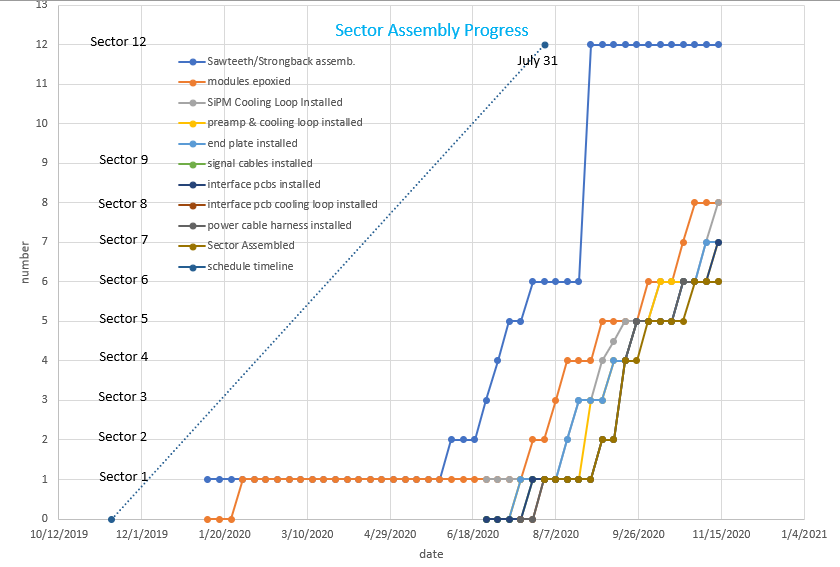 Sector Assembly Progress
13
12
11
10
9
8
7
6
5
4
3
2
1
0
number
Sector 12
Sector 9
Sector 8
Sector 7
Sector 6
Sector 5
Sector 4
Sector 3
Sector 2
Sector 1
July 31
Sawteeth/Strongback assemb.
modules epoxied
SiPM Cooling Loop Installed
preamp & cooling loop installed
end plate installed
signal cables installed
interface pcbs installed
interface pcb cooling loop installed
power cable harness installed
Sector Assembled
schedule timeline
10/12/2019 12/1/2019 1/20/2020 3/10/2020 4/29/2020 6/18/2020 8/7/2020 9/26/2020 11/15/2020 1/4/2021
date